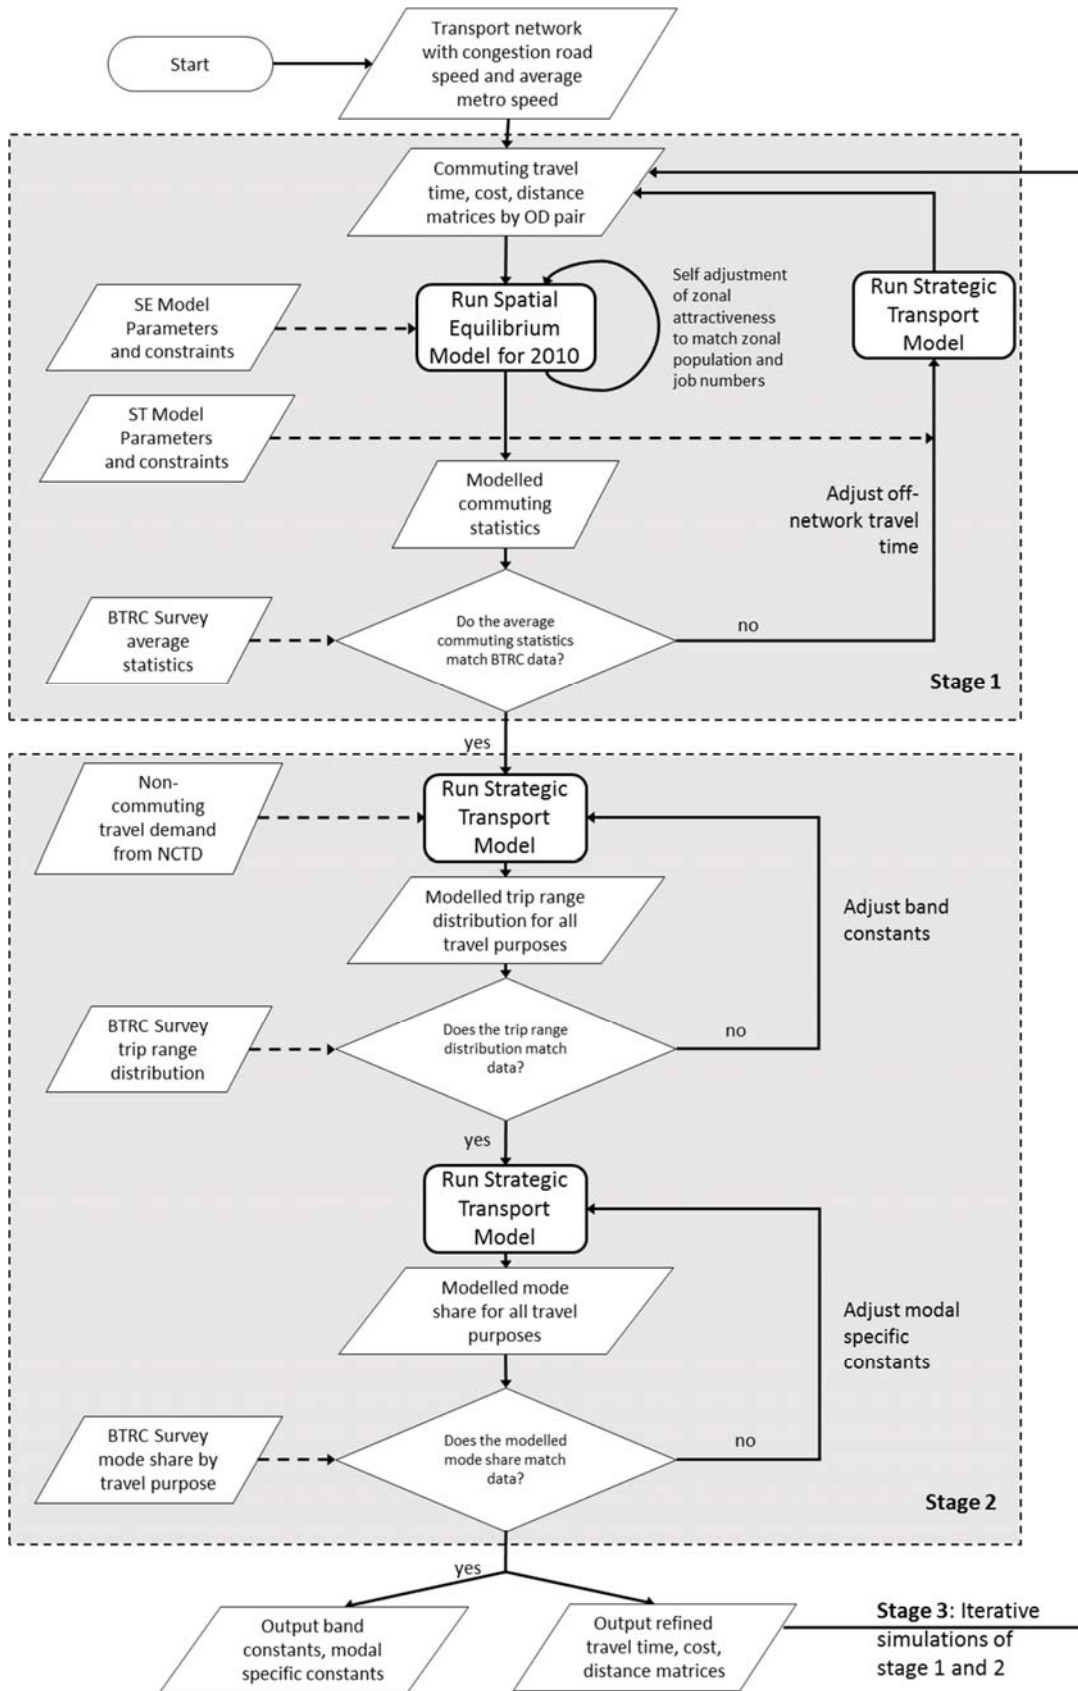 Start
Transport network
with congestion road
speed and average
metro speed
Commuting travel
time, cost, distance
matrices by OD pair
SE Model
Parameters
and constraints
Run Spatial
Equilibrium
Model for 2010
Self adjustment
of zonal
attractiveness
to match zonal
population and
job numbers
Run Strategic
Transport
Model
ST Model
Parameters
and constraints
Modelled
commuting
statistics
Adjust off-
network travel
time
BTRC Survey
average
statistics
Do the average
commuting statistics
match BTRC data?
no
Stage 1
yes
Non-
commuting
travel demand
from NCTD
Run Strategic
Transport
Model
Modelled trip range
distribution for all
travel purposes
Adjust band
constants
BTRC Survey
trip range
distribution
Does the trip range
distribution match
data?
no
yes
Run Strategic
Transport
Model
Modelled mode
share for all travel
purposes
Adjust modal
specific
constants
BTRC Survey
mode share by
travel purpose
Does the modelled
mode share match
data?
no
Stage 2
yes
Output band
constants, modal
specific constants
Output refined
travel time, cost,
distance matrices
Stage 3: Iterative
simulations of
stage 1 and 2